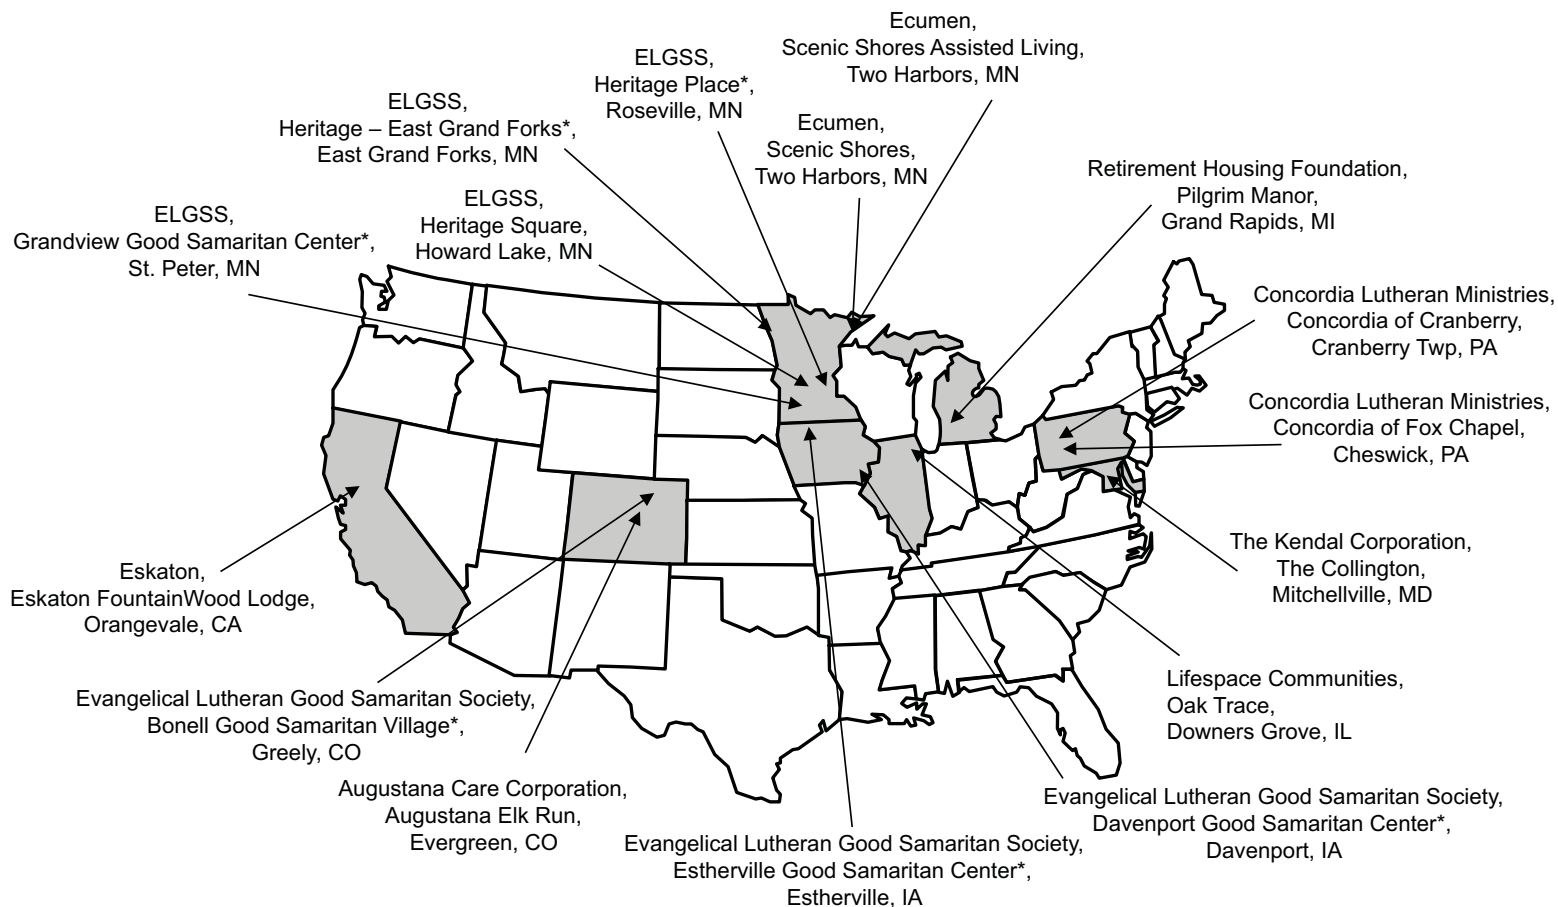 Ecumen,
Scenic Shores Assisted Living,
Two Harbors, MN
ELGSS,
Heritage Place*,
Roseville, MN
ELGSS,
Heritage – East Grand Forks*,
East Grand Forks, MN
Ecumen,
Scenic Shores,
Two Harbors, MN
Retirement Housing Foundation,
Pilgrim Manor,
Grand Rapids, MI
ELGSS,
Heritage Square,
Howard Lake, MN
ELGSS,
Grandview Good Samaritan Center*,
St. Peter, MN
Concordia Lutheran Ministries,
Concordia of Cranberry,
Cranberry Twp, PA
Concordia Lutheran Ministries,
Concordia of Fox Chapel,
Cheswick, PA
The Kendal Corporation,
The Collington,
Mitchellville, MD
Eskaton,
Eskaton FountainWood Lodge,
Orangevale, CA
Lifespace Communities,
Oak Trace,
Downers Grove, IL
Evangelical Lutheran Good Samaritan Society,
Bonell Good Samaritan Village*,
Greely, CO
Augustana Care Corporation,
Augustana Elk Run,
Evergreen, CO
Evangelical Lutheran Good Samaritan Society,
Davenport Good Samaritan Center*,
Davenport, IA
Evangelical Lutheran Good Samaritan Society,
Estherville Good Samaritan Center*,
Estherville, IA